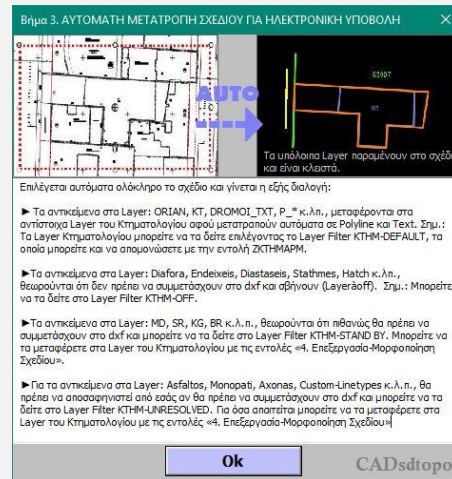 Βήμα 3. ΑΥΤΟΜΑΤΗ ΜΕΤΑΤΡΟΠΗ ΣΧΕΔΙΟΥ ΓΙΑ ΗΛΕΚΤΡΟΝΙΚΗ ΥΠΟΒΟΛΗ
AUTO
Τα υπόλοιπα Layer παραμένουν στο σχέδι
και είναι κλειστά.
Επιλέγεται αυτόματα ολόκληρο το σχέδιο και γίνεται η εξής διαλογή:
►Τα αντικείμενα στα Layer: ORIAN, KT, DROMOI_TXT, P_* κ.λπ., μεταφέρονται στα
αντίστοιχα Layer του Κτηματολογίου αφού μετατραπούν αυτόματα σε Polyline και Text. Σημ.:
Τα Layer Κτηματολογίου μπορείτε να τα δείτε επιλέγοντας το Layer Filter KTHM-DEFAULT, τα
οποία μπορείτε και να απομονώσετε με την εντολή ZKTHMAPM.
►Τα αντικείμενα στα Layer: Diafora, Endeixeis, Diastaseis, Stathmes, Hatch κ.λπ.,
θεωρούνται ότι δεν πρέπει να συμμετάσχουν στο dxf και σβήνουν (Layeràoff). Σημ.: Μπορείτε
να τα δείτε στο Layer Filter KTHM-OFF.
►Τα αντικείμενα στα Layer: MD, SR, KG, BR κ.λ.π., θεωρούνται ότι πιθανώς θα πρέπει να
συμμετάσχουν στο dxf και μπορείτε να τα δείτε στο Layer Filter KTHM-STAND BY. Μπορείτε να
τα μεταφέρετε στα Layer του Κτηματολογίου με τις εντολές «4. Επεξεργασία-Μορφοποίηση
Σχεδίου».
►Για τα αντικείμενα στα Layer: Asfaltos, Monopati, Axonas, Custom-Linetypes κ.λ.π., θα
πρέπει να αποσαφηνιστεί από εσάς αν θα πρέπει να συμμετάσχουν στο dxf και μπορείτε να τα
δείτε στο Layer Filter KTHM-UNRESOLVED. Για όσα απαιτείται μπορείτε να τα μεταφέρετε στα
Layer του Κτηματολογίου με τις εντολές «4. Επεξεργασία-Μορφοποίηση Σχεδίου»
Ok
CADsdtopo